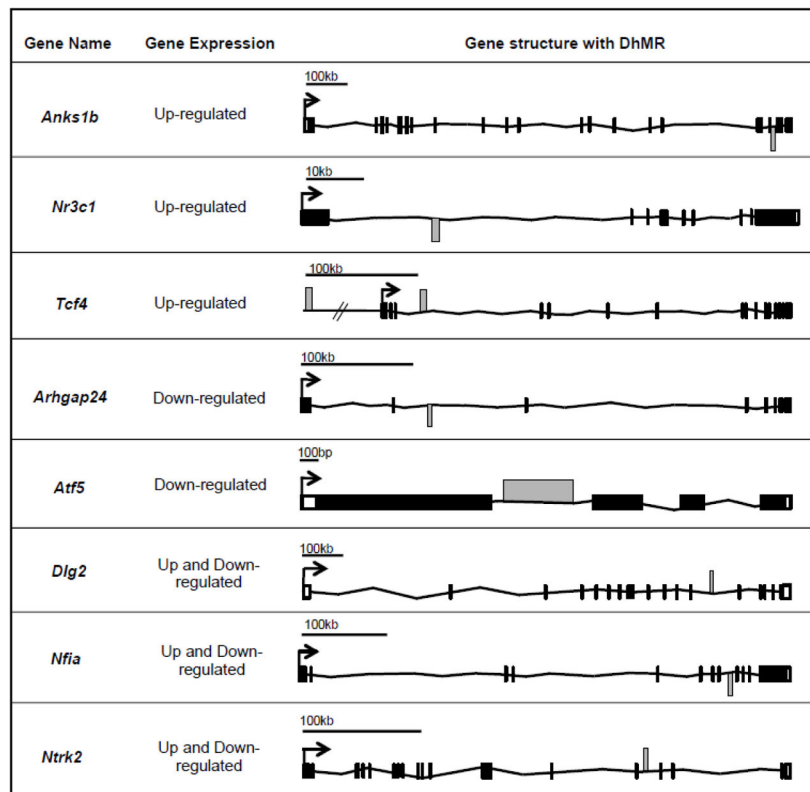 Gene Name Gene Expression Gene structure with DhMR
100kb
Anks1b Up-regulated
10kb
Nr3c1 Up-regulated
100kb
Tcf4 Up-regulated
100kb
Arhgap24 Down-regulated
100bp
Atf5 Down-regulated
100kb
Dlg2 Up and Down-
regulated
100kb
Nfia Up and Down-
regulated
100kb
Ntrk2 Up and Down-
regulated